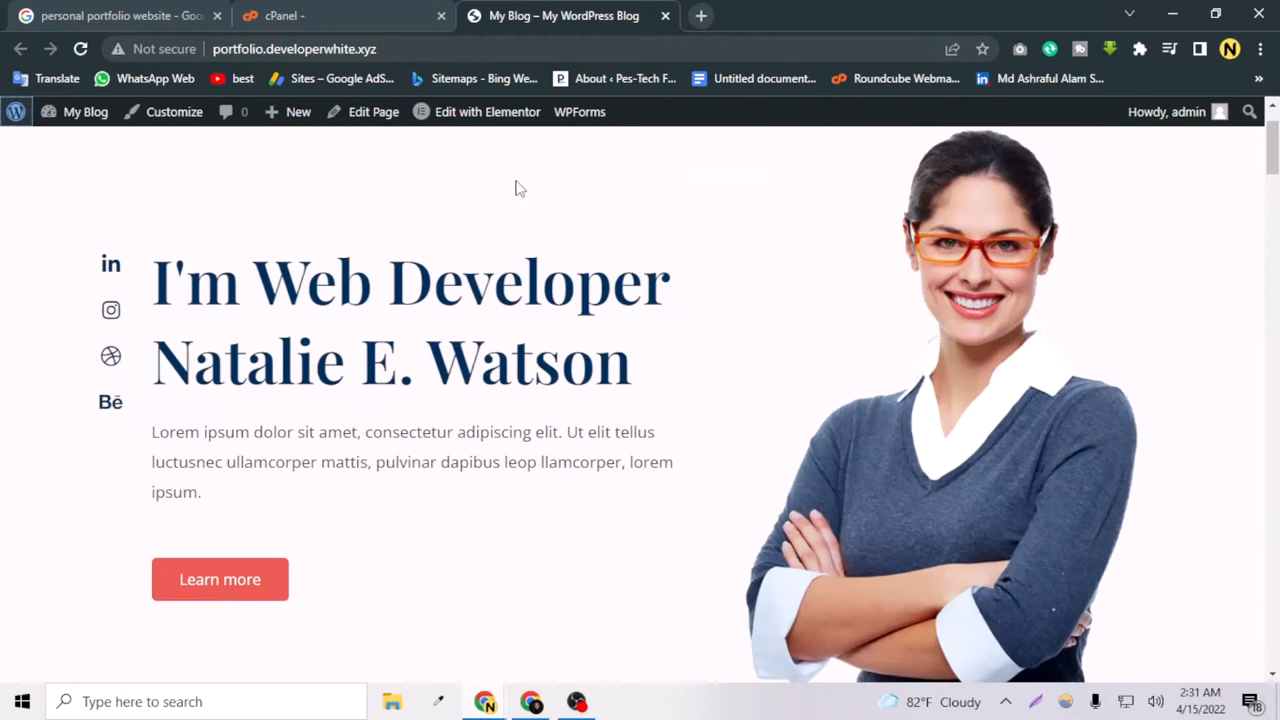 personal portfolio website - Goo
cPanel -
My Blog – My WordPress Blog
Not secure
portfolio.developerwhite.xyz
N
Translate
WhatsApp Web
best
Sites – Google AdS...
Sitemaps - Bing We...
About ‹ Pes-Tech F...
Untitled document...
Roundcube Webma...
Md Ashraful Alam S...
»
My Blog
Customize
0
New
Edit Page
Edit with Elementor
WPForms
Howdy, admin
in
I'm Web Developer
Natalie E. Watson
Bē
Lorem ipsum dolor sit amet, consectetur adipiscing elit. Ut elit tellus
luctusnec ullamcorper mattis, pulvinar dapibus leop llamcorper, lorem
ipsum.
Learn more
Type here to search
82°F Cloudy
:31 AM
4/15/2022
18